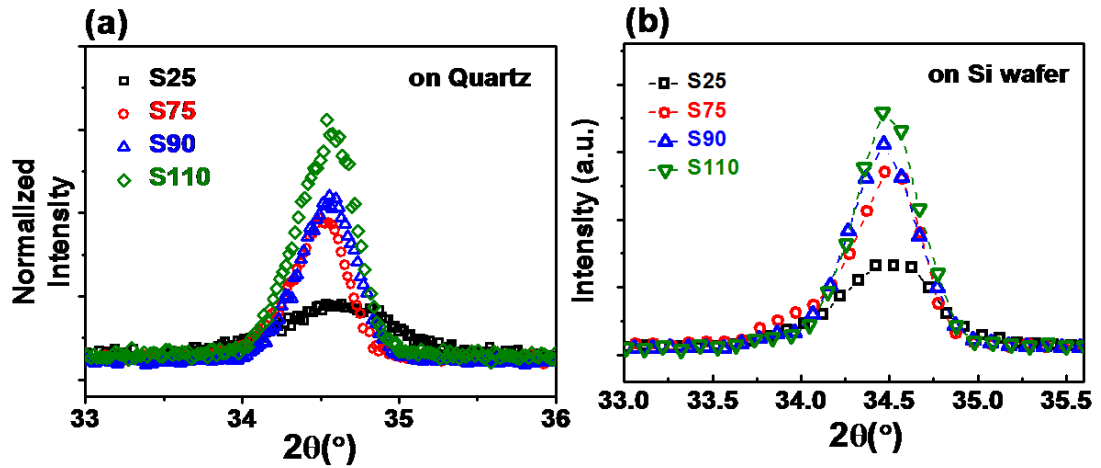 (a)
on Quartz
S25
S75
S90
S110
Normalized
Intensity
33
34
35
36
2θ(°)
(b)
on Si wafer
S25
S75
S90
S110
Intensity (a.u.)
33.0
33.5
34.0
34.5
35.0
35.5
2θ(°)